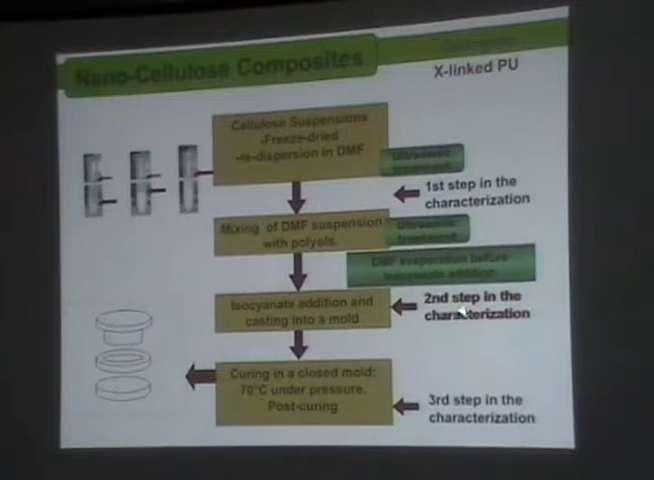 Nano-Cellulose Composites
X-linked PU
Cellulose Suspensions
-Freeze-dried
-re-dispersion in DMF
Ultrasonic
treatment
1st step in the
characterization
Mixing of DMF suspension
with polyols.
Ultrasonic
treatment
DMF evaporation before
isocyanate addition
Isocyanate addition and
casting into a mold
2nd step in the
characterization
Curing in a closed mold:
70°C under pressure.
Post-curing
3rd step in the
characterization